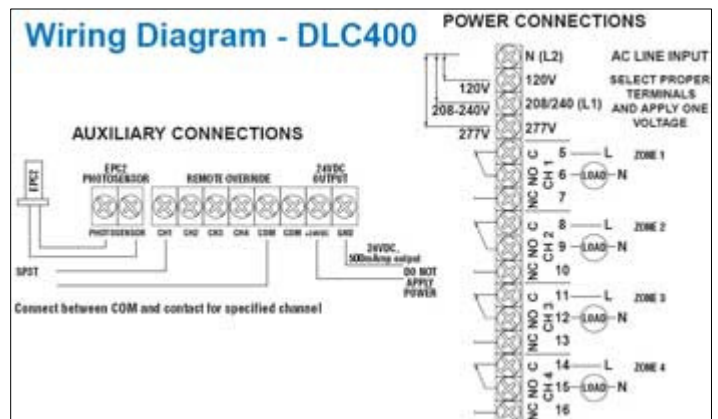 Wiring Diagram - DLC400
POWER CONNECTIONS
N (L2) AC LINE INPUT
120V 120V SELECT PROPER
TERMINALS
208-240V 208/240 (L1) AND APPLY ONE
VOLTAGE
277V 277V
AUXILIARY CONNECTIONS
EPC2
EPC2
PHOTOSENSOR
REMOTE OVERRIDE
24VDC
OUTPUT
PHOTOSENSOR CH1 CH2 CH3 CH4 COM COM +24VDC GND
SPST
24VDC,
500mAmp output
DO NOT
APPLY
POWER
Connect between COM and contact for specified channel
NC NO C
CH 1
5 L ZONE 1
6 LOAD N
7
NC NO C
CH 2
8 L ZONE 2
9 LOAD N
10
NC NO C
CH 3
11 L ZONE 3
12 LOAD N
13
NC NO C
CH 4
14 L ZONE 4
15 LOAD N
16